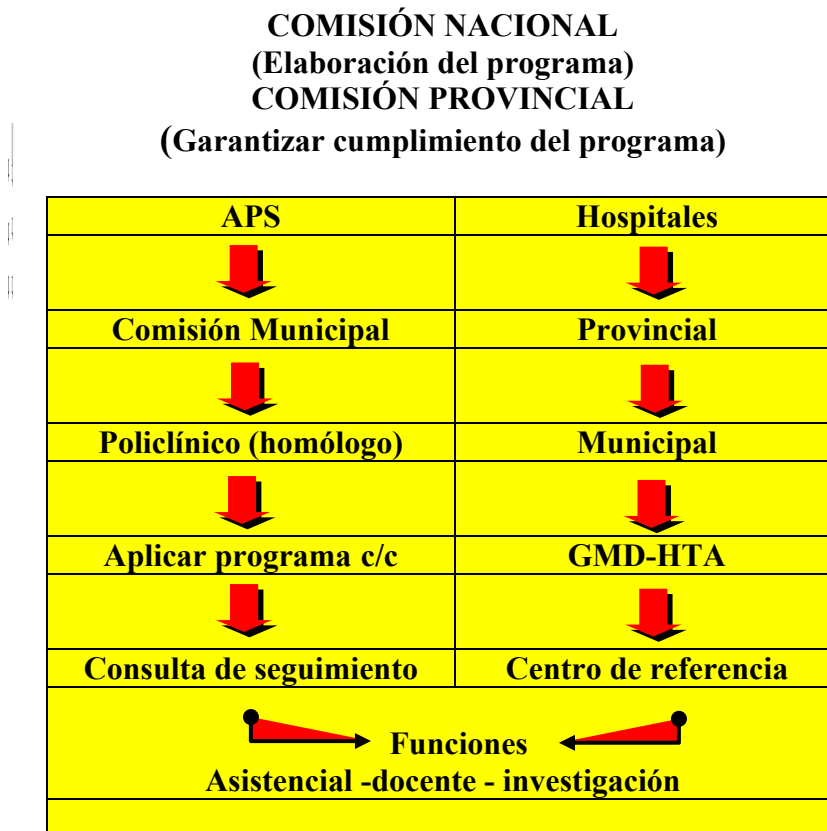 COMISIÓN NACIONAL
(Elaboración del programa)
COMISIÓN PROVINCIAL
(Garantizar cumplimiento del programa)
APS Hospitales
Comisión Municipal Provincial
Policlínico (homólogo) Municipal
Aplicar programa c/c GMD-HTA
Consulta de seguimiento Centro de referencia
Funciones
Asistencial -docente - investigación